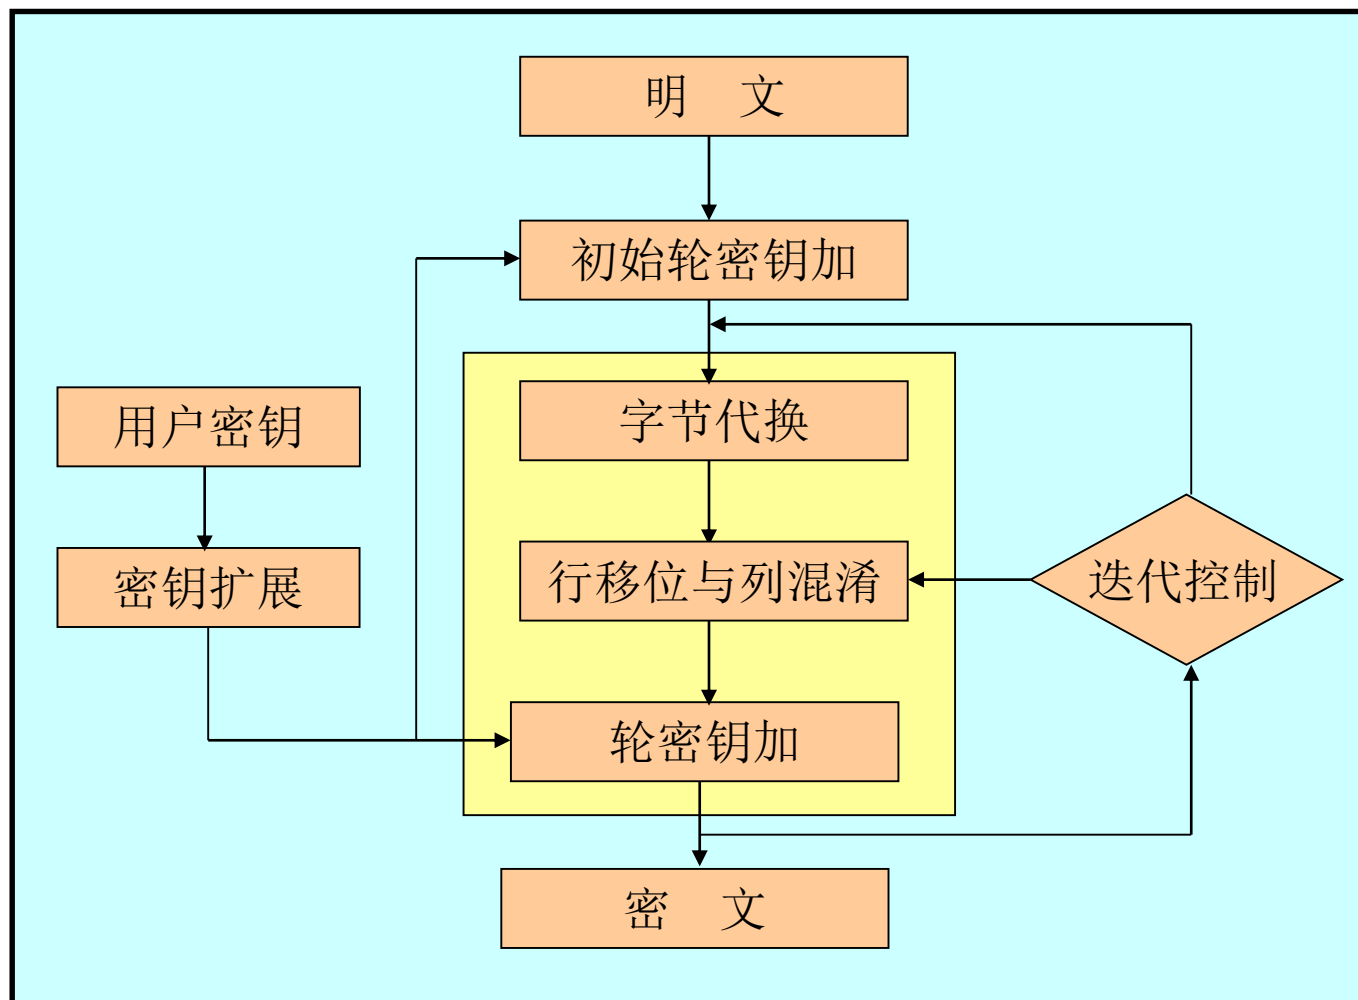 明 文
初始轮密钥加
字节代换
用户密钥
行移位与列混淆
迭代控制
密钥扩展
轮密钥加
密 文